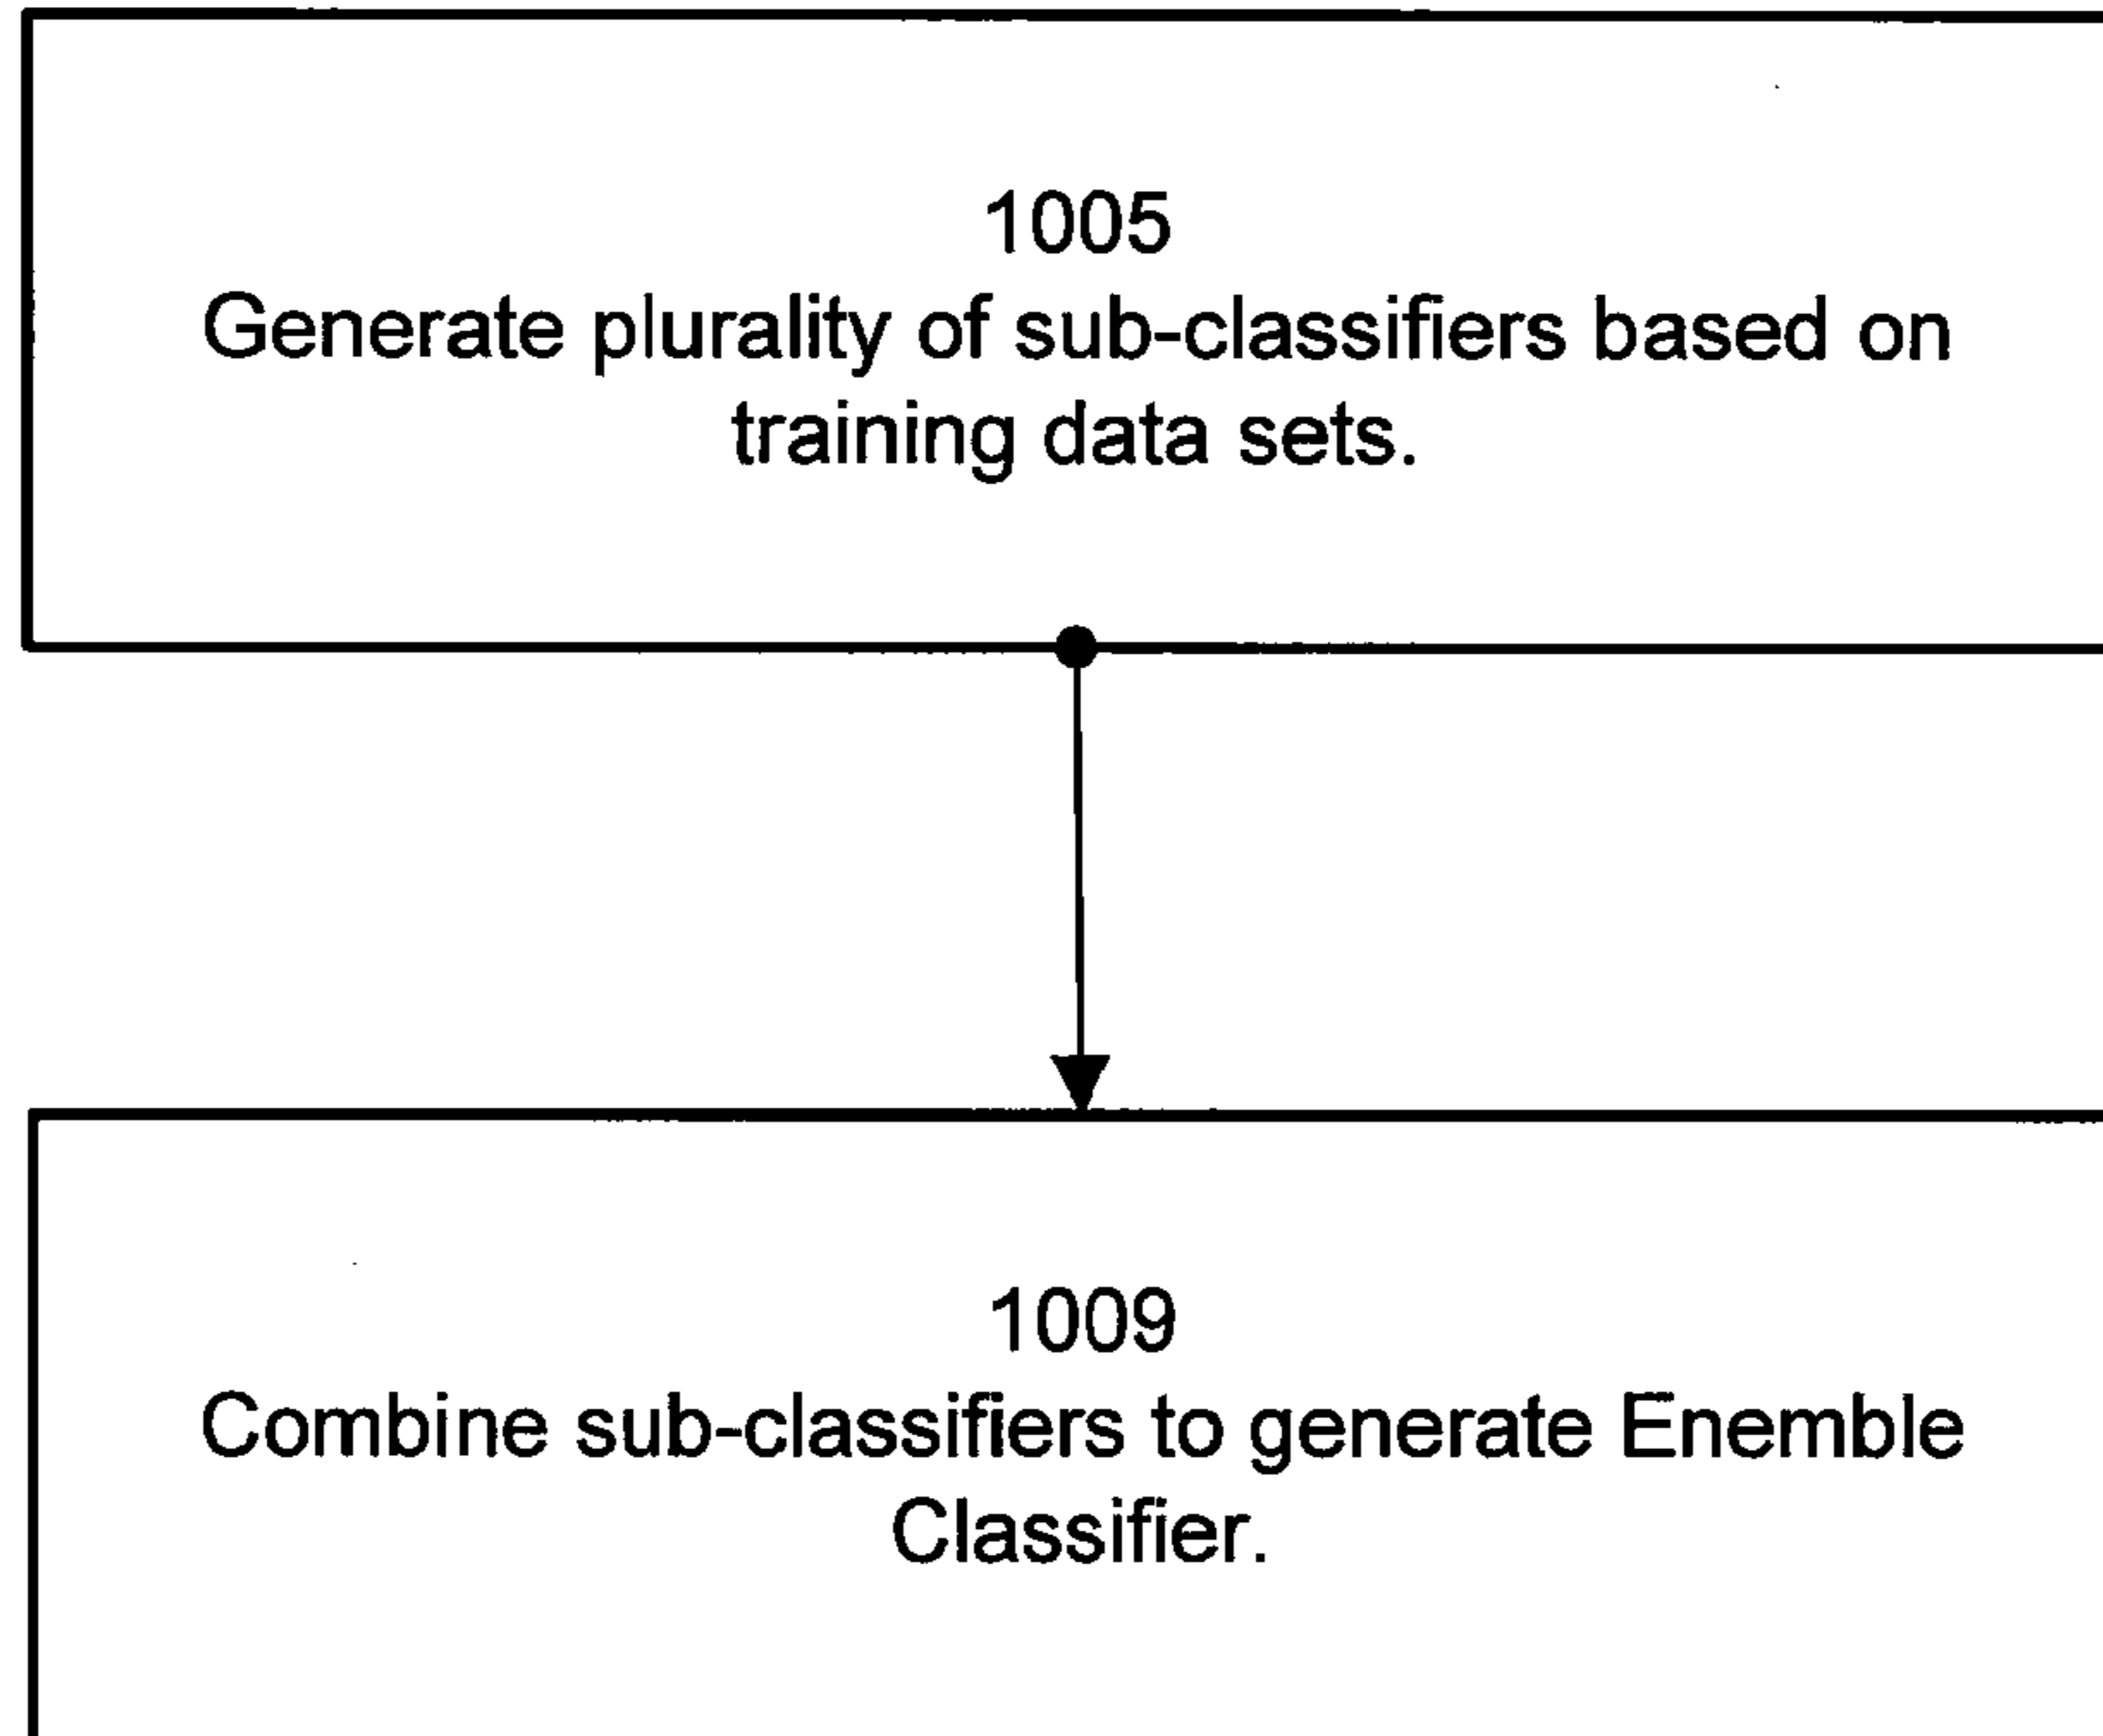 1005
Generate plurality of sub-classifiers based on
training data sets.
1009
Combine sub-classifiers to generate Enemble
Classifier.